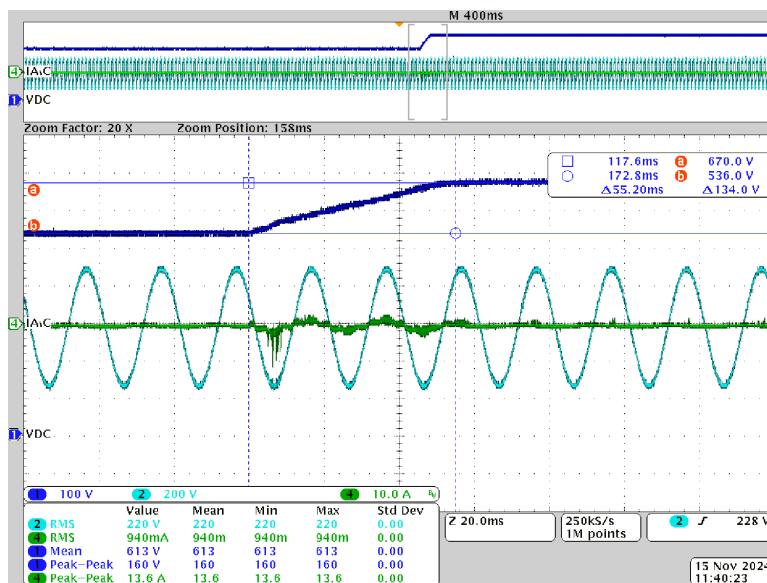 M 400ms
4 IA₁C
1 VDC
Zoom Factor: 20 X Zoom Position: 158ms
117.6ms a 670.0 V
172.8ms b 536.0 V
Δ55.20ms Δ134.0 V
a
b
4 IA₁C
1 VDC
1 100 V 2 200 V 4 10.0 A
Value Mean Min Max Std Dev
2 RMS 220 V 220 220 220 0.00
4 RMS 940mA 940m 940m 940m 0.00
1 Mean 613 V 613 613 613 0.00
1 Peak-Peak 160 V 160 160 160 0.00
4 Peak-Peak 13.6 A 13.6 13.6 13.6 0.00
Z 20.0ms
250kS/s
1M points
2 228 V
15 Nov 2024
11:40:23